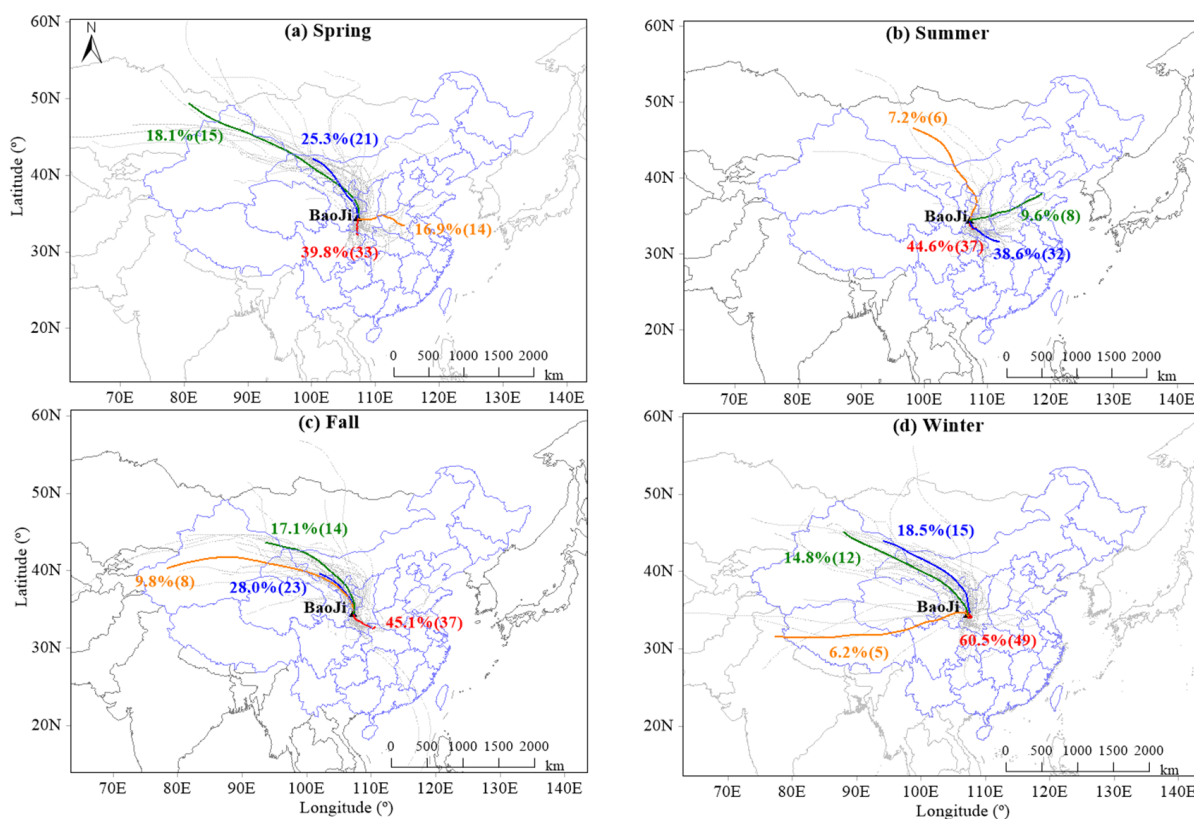 (a) Spring
N
60N
50N
40N
30N
20N
Latitude (º)
18.1%(15)
25.3%(21)
BaoJi
16.9%(14)
39.8%(33)
0 500 1000 1500 2000
km
70E 80E 90E 100E 110E 120E 130E 140E
(b) Summer
60N
50N
40N
30N
20N
7.2%(6)
BaoJi
9.6%(8)
44.6%(37)
38.6%(32)
0 500 1000 1500 2000
km
70E 80E 90E 100E 110E 120E 130E 140E
(c) Fall
60N
50N
40N
30N
20N
Latitude (º)
17.1%(14)
9.8%(8)
28.0%(23)
BaoJi
45.1%(37)
0 500 1000 1500 2000
km
70E 80E 90E 100E 110E 120E 130E 140E
Longitude (º)
(d) Winter
60N
50N
40N
30N
20N
18.5%(15)
14.8%(12)
BaoJi
60.5%(49)
6.2%(5)
0 500 1000 1500 2000
km
70E 80E 90E 100E 110E 120E 130E 140E
Longitude (º)